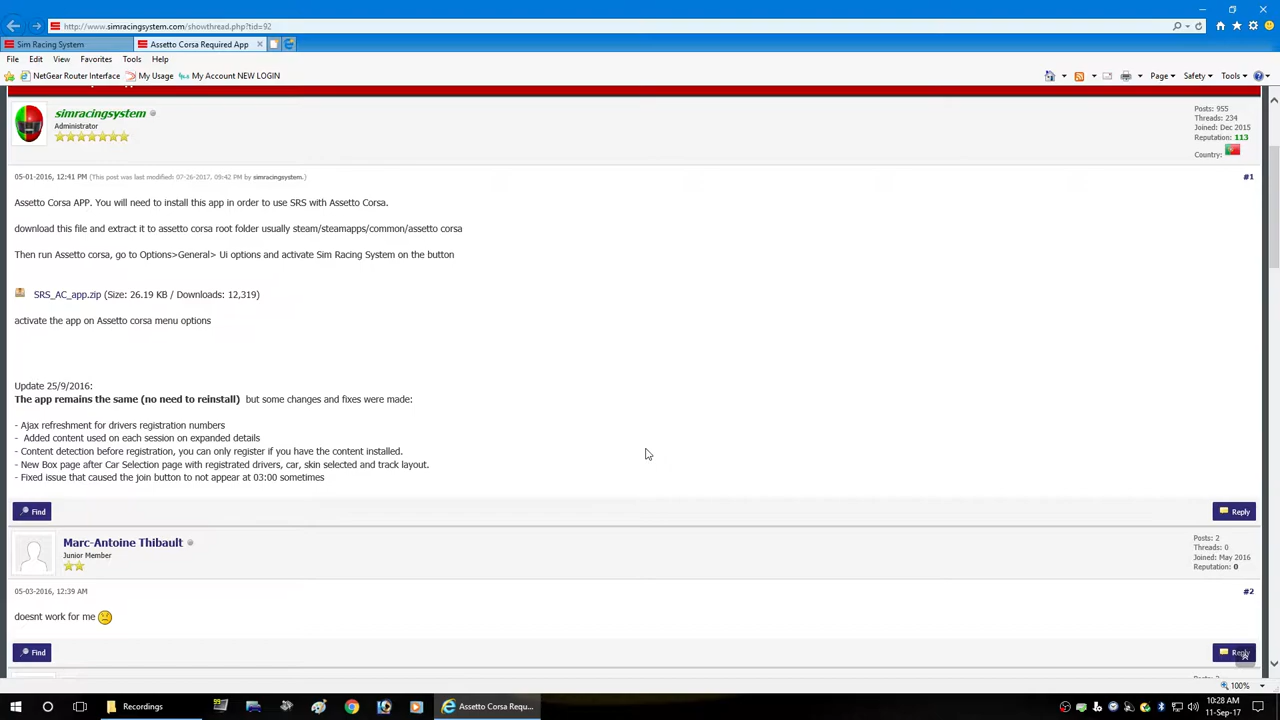 http://www.simracingsystem.com/showthread.php?tid=92
Sim Racing System
Assetto Corsa Required App
File Edit View Favorites Tools Help
NetGear Router Interface My Usage My Account NEW LOGIN
Page Safety Tools
simracingsystem
Administrator
Posts: 955
Threads: 234
Joined: Dec 2015
Reputation: 113
Country:
05-01-2016, 12:41 PM (This post was last modified: 07-26-2017, 09:42 PM by simracingsystem.)
#1
Assetto Corsa APP. You will need to install this app in order to use SRS with Assetto Corsa.
download this file and extract it to assetto corsa root folder usually steam/steamapps/common/assetto corsa
Then run Assetto corsa, go to Options>General> Ui options and activate Sim Racing System on the button
SRS_AC_app.zip (Size: 26.19 KB / Downloads: 12,319)
activate the app on Assetto corsa menu options
Update 25/9/2016:
The app remains the same (no need to reinstall) but some changes and fixes were made:
- Ajax refreshment for drivers registration numbers
- Added content used on each session on expanded details
- Content detection before registration, you can only register if you have the content installed.
- New Box page after Car Selection page with registrated drivers, car, skin selected and track layout.
- Fixed issue that caused the join button to not appear at 03:00 sometimes
Find
Reply
Marc-Antoine Thibault
Junior Member
Posts: 2
Threads: 0
Joined: May 2016
Reputation: 0
05-03-2016, 12:39 AM
#2
doesnt work for me
Find
Reply
100%
Recordings
Assetto Corsa Requ...
10:28 AM
11-Sep-17